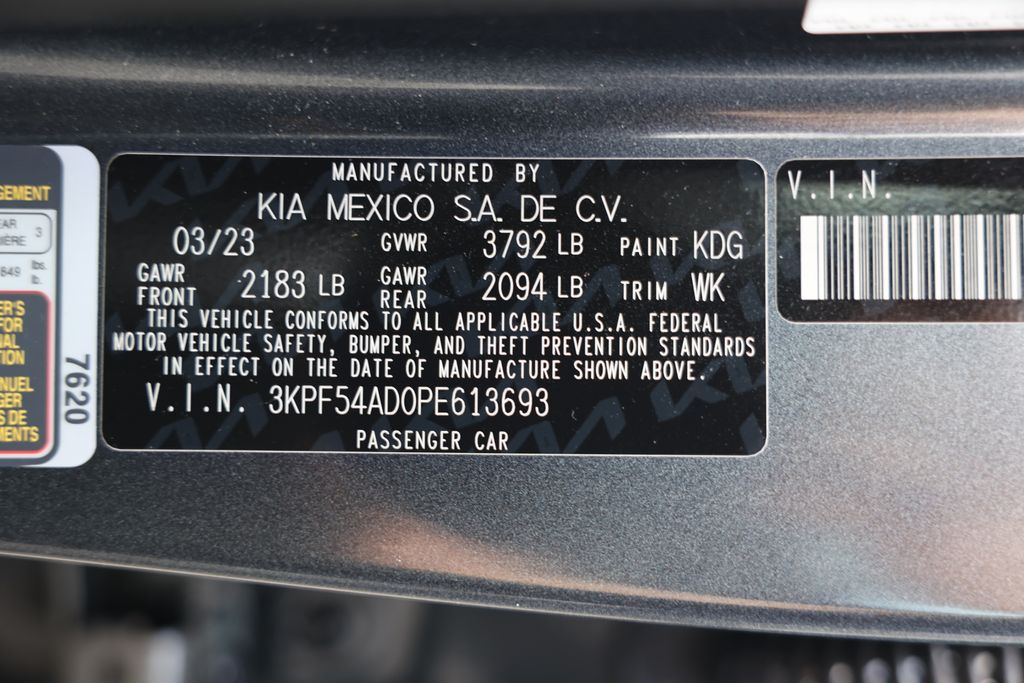 MANUFACTURED BY
KIA MEXICO S.A. DE C.V.
03/23 GVWR 3792 LB PAINT KDG
GAWR FRONT 2183 LB GAWR REAR 2094 LB TRIM WK
THIS VEHICLE CONFORMS TO ALL APPLICABLE U.S.A. FEDERAL
MOTOR VEHICLE SAFETY, BUMPER, AND THEFT PREVENTION STANDARDS
IN EFFECT ON THE DATE OF MANUFACTURE SHOWN ABOVE.
V.I.N. 3KPF54AD0PE613693
PASSENGER CAR
V.I.N.
7620
3
lbs.